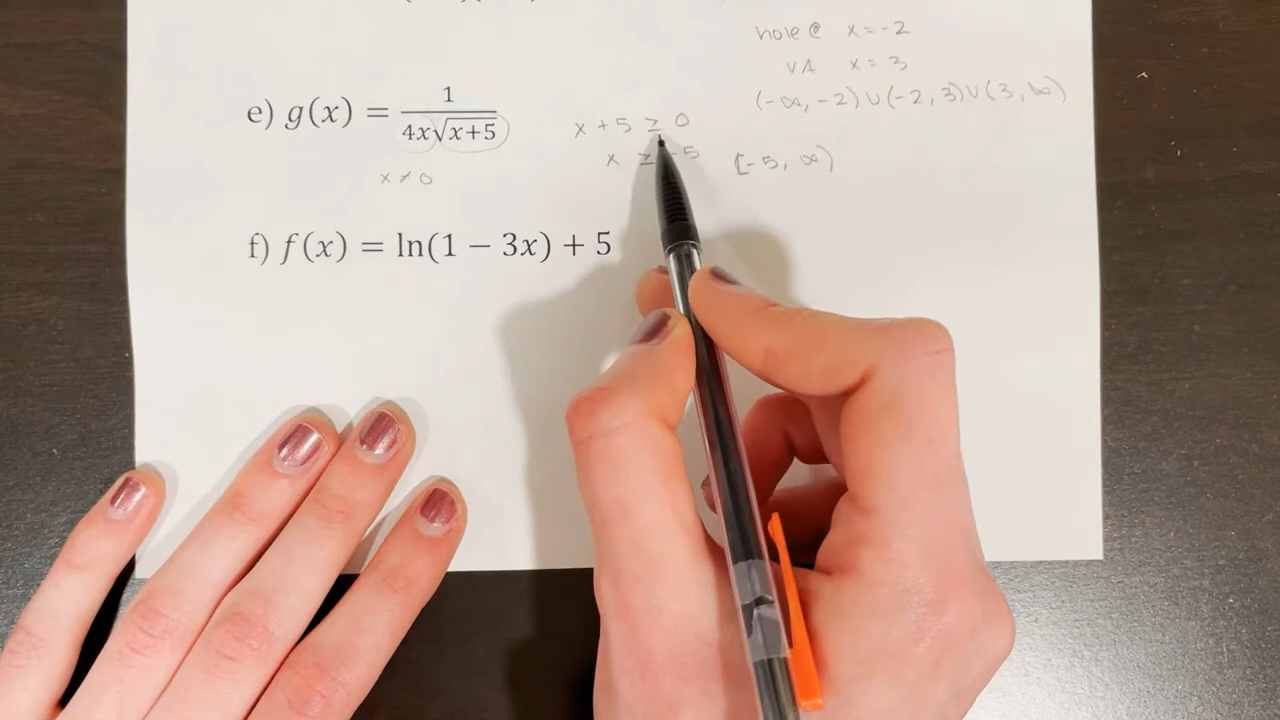 hole @ x = -2
VA x = 3
(-∞, -2) ∪ (-2, 3) ∪ (3, ∞)
e) g(x) = 1 / 4x√(x+5)
x + 5 ≥ 0
x ≥ -5 [-5, ∞)
x ≠ 0
f) f(x) = ln(1 − 3x) + 5